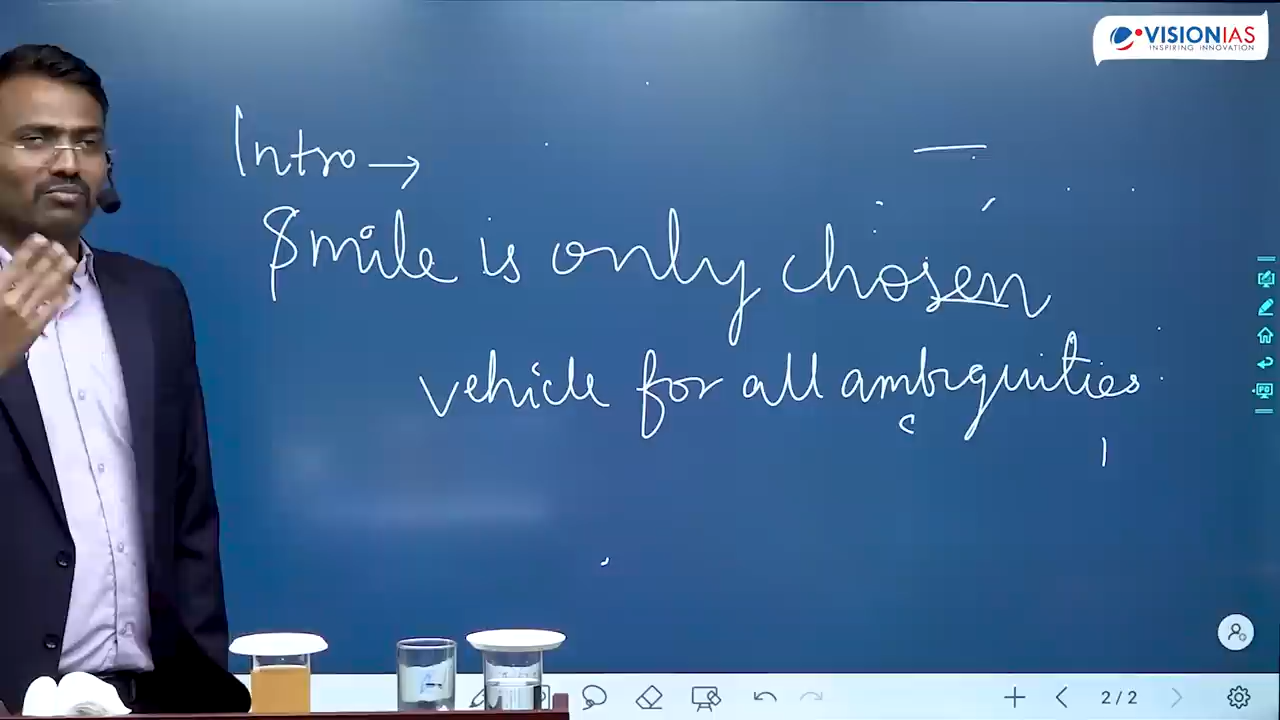 VISIONIAS
INSPIRING INNOVATION
Intro →
Smile is only chosen
vehicle for all ambiguities
2/2